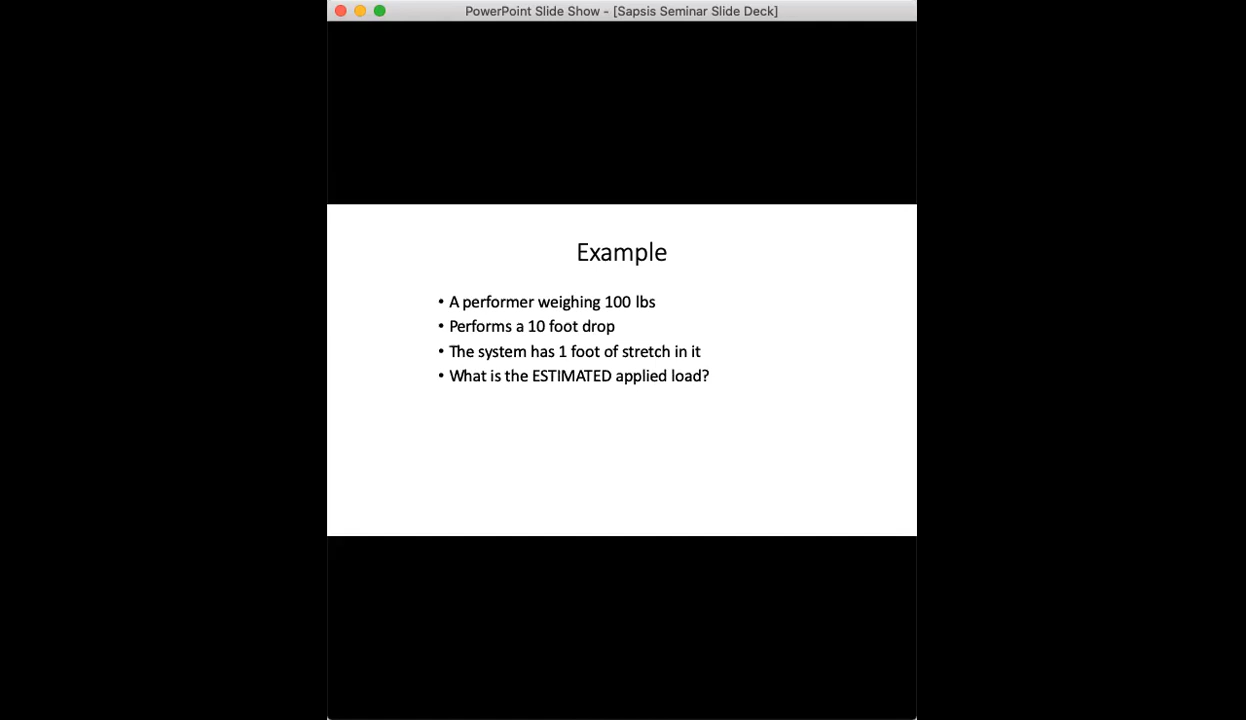 PowerPoint Slide Show - [Sapsis Seminar Slide Deck]
Example
• A performer weighing 100 lbs
• Performs a 10 foot drop
• The system has 1 foot of stretch in it
• What is the ESTIMATED applied load?